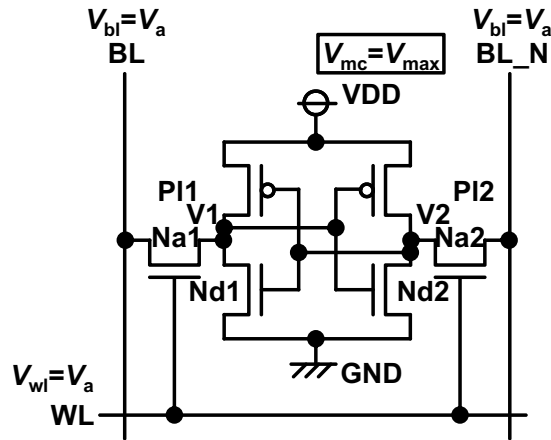 Vbl=Va
BL
Vmc=Vmax
Vbl=Va
BL_N
VDD
Pl1
Pl2
V1
V2
Na1
Na2
Nd1
Nd2
GND
Vwl=Va
WL